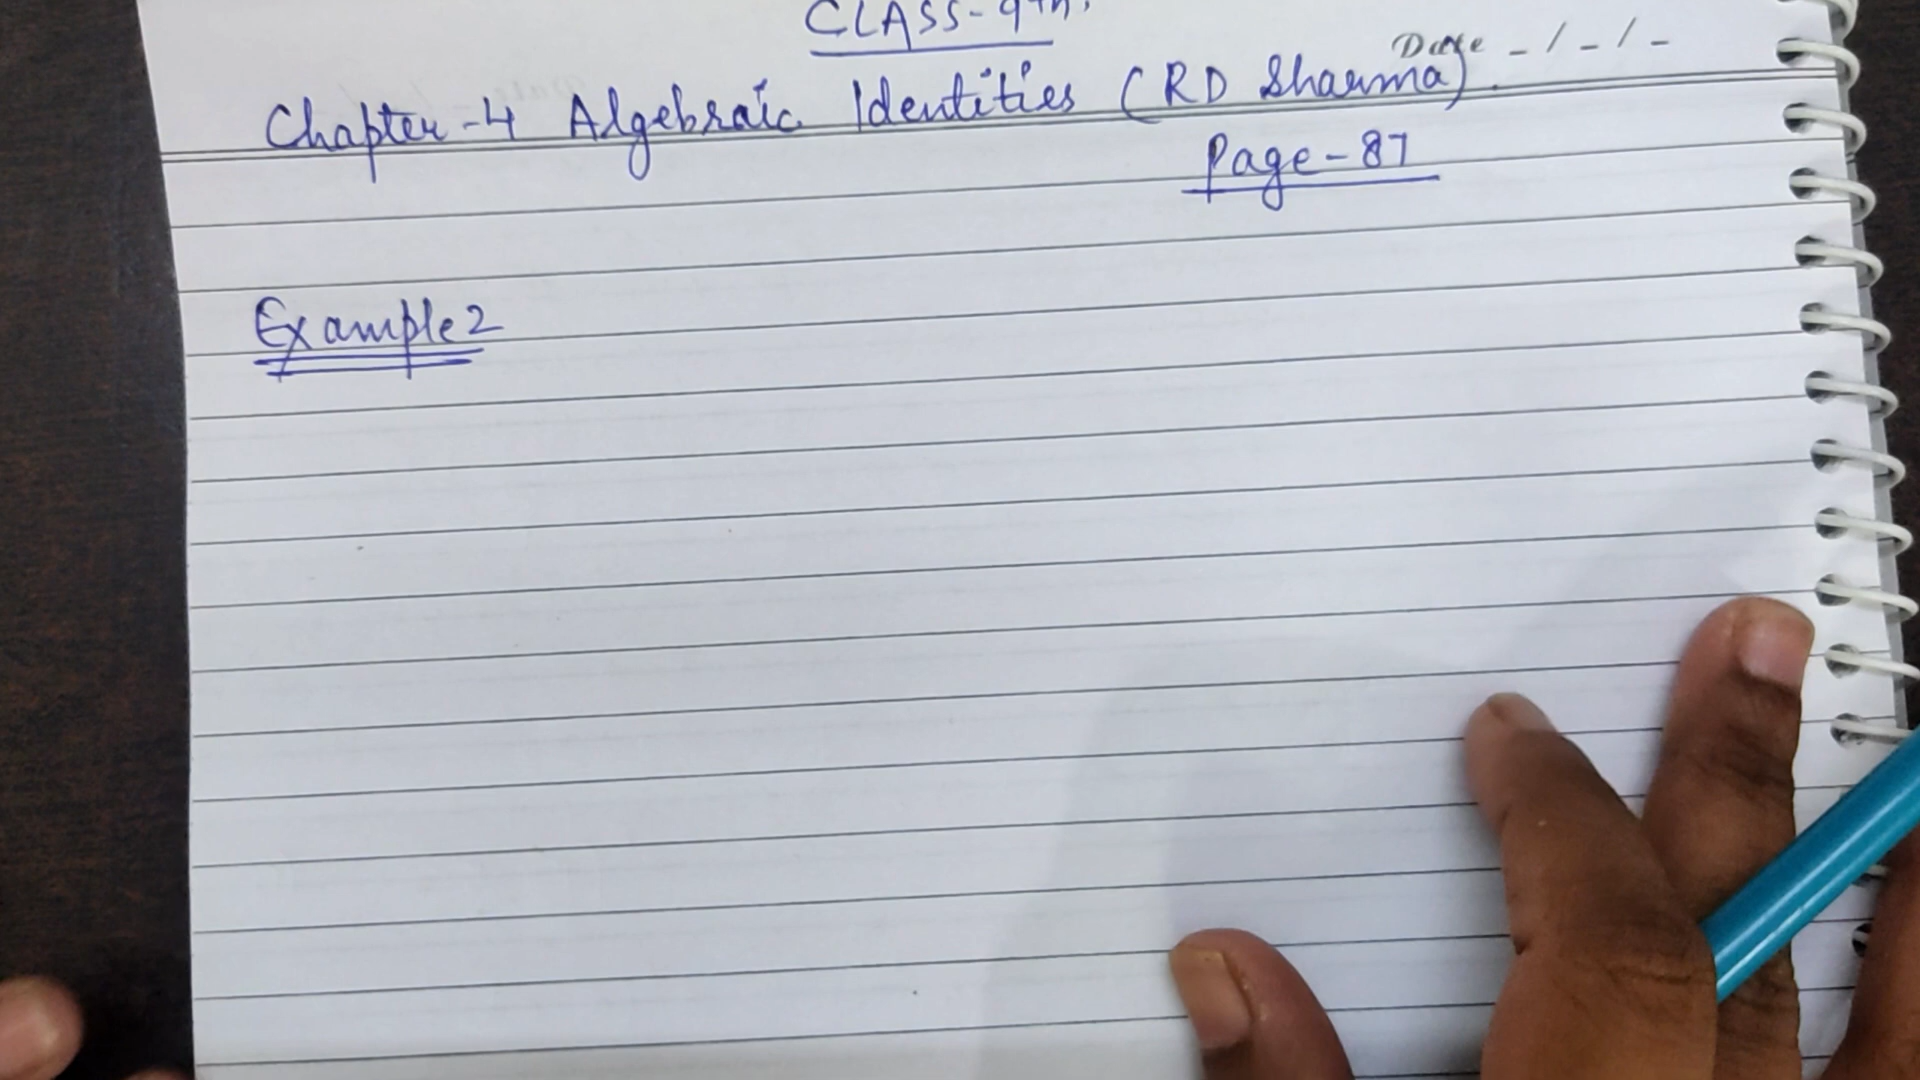 CLASS-9th.
Date _ / _ / _
Chapter-4 Algebraic Identities (RD Sharma).
Page-87
Example 2